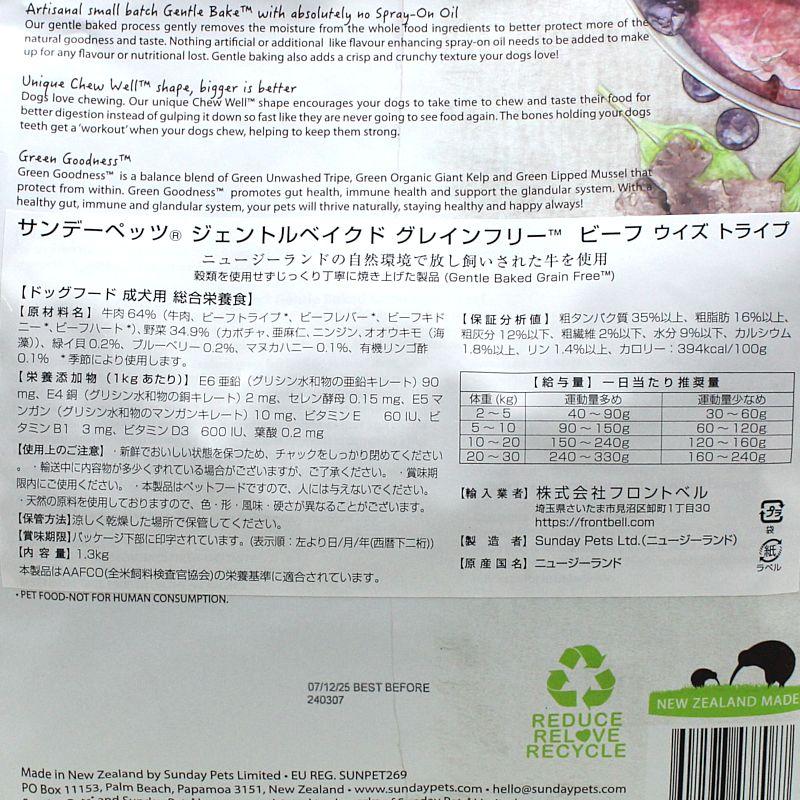 Artisanal small batch Gentle Bake™ with absolutely no Spray-On Oil
Our gentle baked process gently removes the moisture from the whole food ingredients to better protect more of the
natural goodness and taste. Nothing artificial or additional like flavour enhancing spray-on oil needs to be added to make
up for any flavour or nutritional lost. Gentle baking also adds a crisp and crunchy texture your dogs love!
Unique Chew Well™ shape, bigger is better
Dogs love chewing. Our unique Chew Well™ shape encourages your dogs to take time to chew and taste their food for
better digestion instead of gulping it down so fast like they are never going to see food again. The bones holding your dogs
teeth get a 'workout' when your dogs chew, helping to keep them strong.
Green Goodness™
Green Goodness™ is a balance blend of Green Unwashed Tripe, Green Organic Giant Kelp and Green Lipped Mussel that
protect from within. Green Goodness™ promotes gut health, immune health and support the glandular system. With a
healthy gut, immune and glandular system, your pets will thrive naturally, staying healthy and happy always!
サンデーペッツ® ジェントルベイクド グレインフリー™ ビーフ ウイズ トライプ
ニュージーランドの自然環境で放し飼いされた牛を使用
穀類を使用せずじっくり丁寧に焼き上げた製品 (Gentle Baked Grain Free™)
【ドッグフード 成犬用 総合栄養食】
【原材料名】 牛肉 64% (牛肉、ビーフトライプ*、ビーフレバー*、ビーフキド
ニー*、ビーフハート*)、野菜 34.9% (カボチャ、亜麻仁、ニンジン、オオウキモ (海
藻))、緑イ貝 0.2%、ブルーベリー 0.2%、マヌカハニー 0.1%、有機リンゴ酢
0.1% *季節により使用します。
【栄養添加物 (1kg あたり)】 E6 亜鉛 (グリシン水和物の亜鉛キレート) 90
mg、E4 銅 (グリシン水和物の銅キレート) 2 mg、セレン酵母 0.15 mg、E5 マ
ンガン (グリシン水和物のマンガンキレート) 10 mg、ビタミン E 60 IU、ビ
タミン B1 3 mg、ビタミン D3 600 IU、葉酸 0.2 mg
【使用上のご注意】 ・新鮮でおいしい状態を保つため、チャックをしっかり閉めてください
。・輸送中に内容物が多少くずれている場合がございますが、ご了承ください。 ・賞味期
限内にご使用ください。 ・本製品はペットフードですので、人には与えないでください。
・天然の原料を使用しておりますので、色・形・風味・硬さが異なることがございます。
【保管方法】涼しく乾燥した場所で保管してください。
【賞味期限】パッケージ下部に印字されています。(表示順：左より日/月/年(西暦下二桁))
【内 容 量】 1.3kg
本製品はAAFCO(全米飼料検査官協会)の栄養基準に適合されています。
【保証分析値】 粗タンパク質 35%以上、粗脂肪 16%以上、
粗灰分 12%以下、粗繊維 2%以下、水分 9%以下、カルシウム
1.8%以上、リン 1.4%以上、カロリー：394kcal/100g
【給与量】 一日当たり推奨量
体重 (kg) 運動量多め 運動量少なめ
2～5 40～90g 30～60g
5～10 90～150g 60～120g
10～20 150～240g 120～160g
20～30 240～330g 160～240g
【輸入業者】 株式会社フロントベル
埼玉県さいたま市見沼区卸町1丁目30
https://frontbell.com
【製 造 者】 Sunday Pets Ltd.(ニュージーランド)
【原産国名】 ニュージーランド
プラ
袋
紙
ラベル
• PET FOOD-NOT FOR HUMAN CONSUMPTION.
07/12/25 BEST BEFORE
240307
REDUCE
RELOVE
RECYCLE
NEW ZEALAND MADE
Made in New Zealand by Sunday Pets Limited • EU REG. SUNPET269
PO Box 11153, Palm Beach, Papamoa 3151, New Zealand • www.sundaypets.com • hello@sundaypets.com